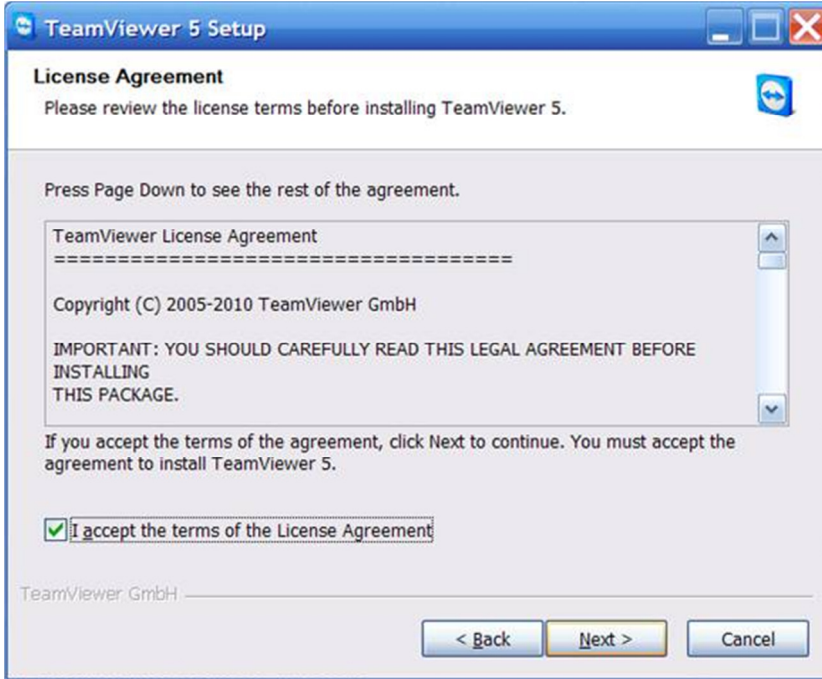 TeamViewer 5 Setup
License Agreement
Please review the license terms before installing TeamViewer 5.
Press Page Down to see the rest of the agreement.
TeamViewer License Agreement
====================================
Copyright (C) 2005-2010 TeamViewer GmbH
IMPORTANT: YOU SHOULD CAREFULLY READ THIS LEGAL AGREEMENT BEFORE
INSTALLING
THIS PACKAGE.
If you accept the terms of the agreement, click Next to continue. You must accept the
agreement to install TeamViewer 5.
I accept the terms of the License Agreement
TeamViewer GmbH
< Back Next > Cancel